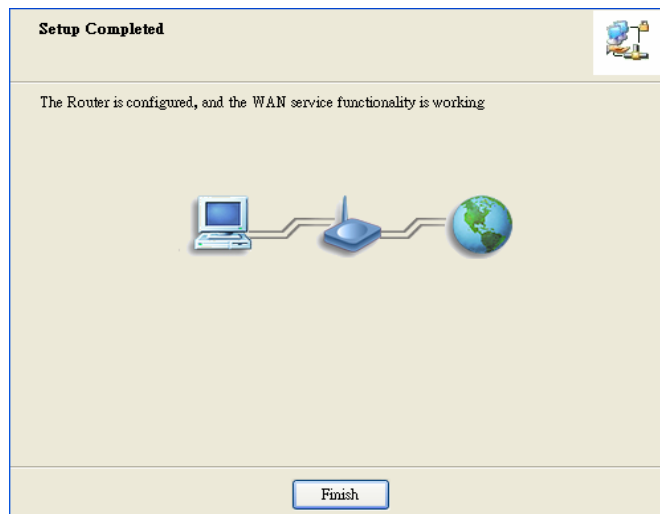 Setup Completed
The Router is configured, and the WAN service functionality is working
Finish